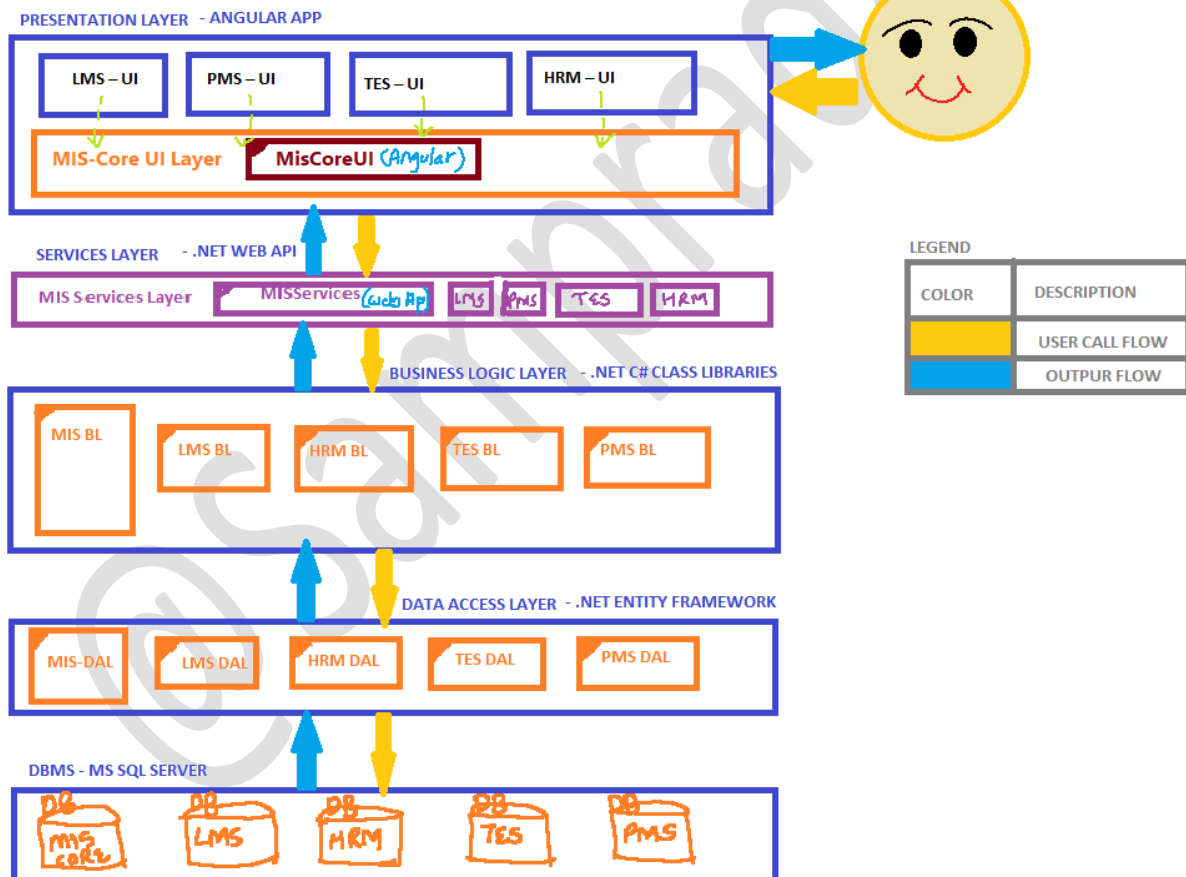 PRESENTATION LAYER - ANGULAR APP
LMS – UI
PMS – UI
TES – UI
HRM – UI
MIS-Core UI Layer
MisCoreUI (Angular)
SERVICES LAYER - .NET WEB API
MIS Services Layer
MISServices (Web Ap)
LMS
PMS
TES
HRM
BUSINESS LOGIC LAYER - .NET C# CLASS LIBRARIES
MIS BL
LMS BL
HRM BL
TES BL
PMS BL
DATA ACCESS LAYER - .NET ENTITY FRAMEWORK
MIS-DAL
LMS DAL
HRM DAL
TES DAL
PMS DAL
DBMS - MS SQL SERVER
DB
MIS
CORE
DB
LMS
DB
HRM
DB
TES
DB
PMS
LEGEND
COLOR DESCRIPTION
USER CALL FLOW
OUTPUR FLOW